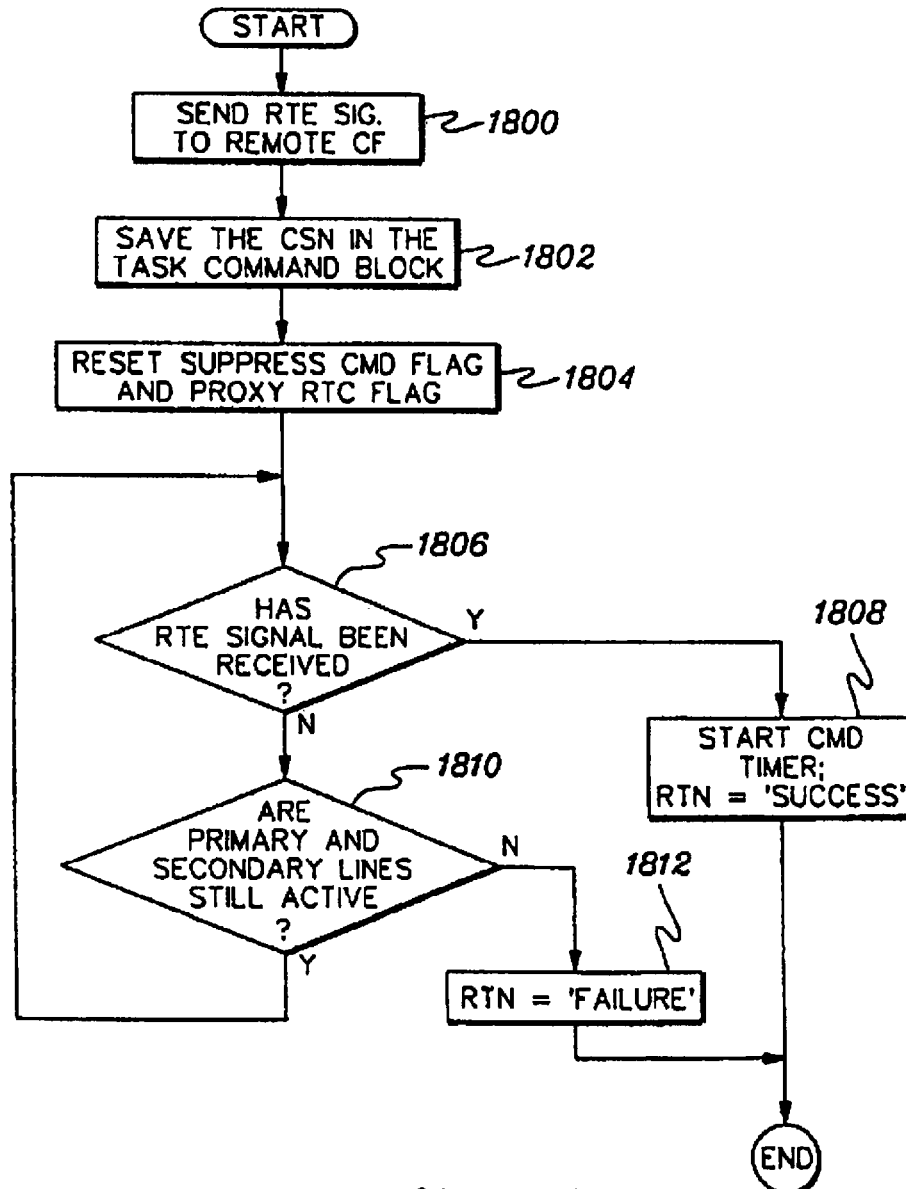 START
SEND RTE SIG.
TO REMOTE CF
1800
SAVE THE CSN IN THE
TASK COMMAND BLOCK
1802
RESET SUPPRESS CMD FLAG
AND PROXY RTC FLAG
1804
1806
HAS
RTE SIGNAL BEEN
RECEIVED
?
Y
N
1808
START CMD
TIMER;
RTN = 'SUCCESS'
1810
ARE
PRIMARY AND
SECONDARY LINES
STILL ACTIVE
?
N
Y
1812
RTN = 'FAILURE'
END